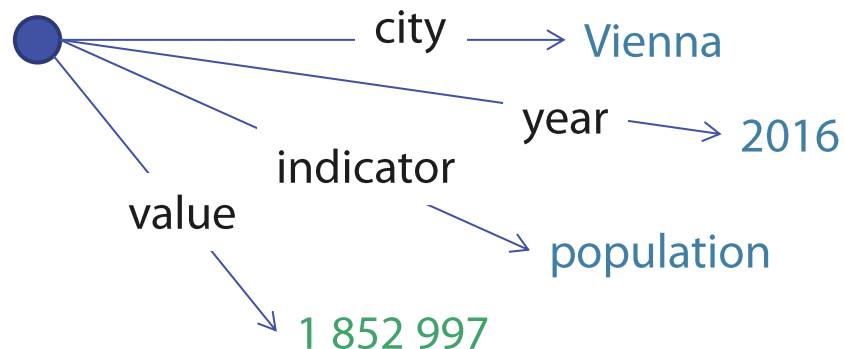 city
Vienna
year
2016
indicator
value
population
1 852 997